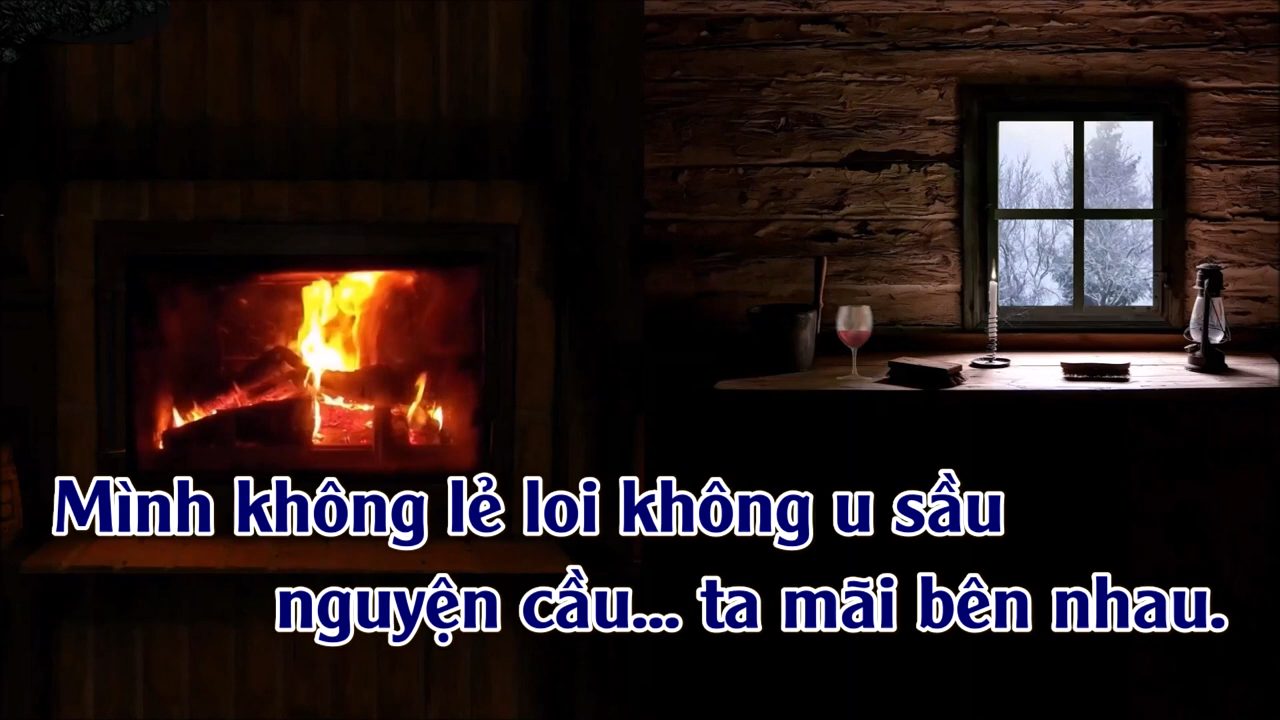 Mình không lẻ loi không u sầu
nguyện cầu... ta mãi bên nhau.